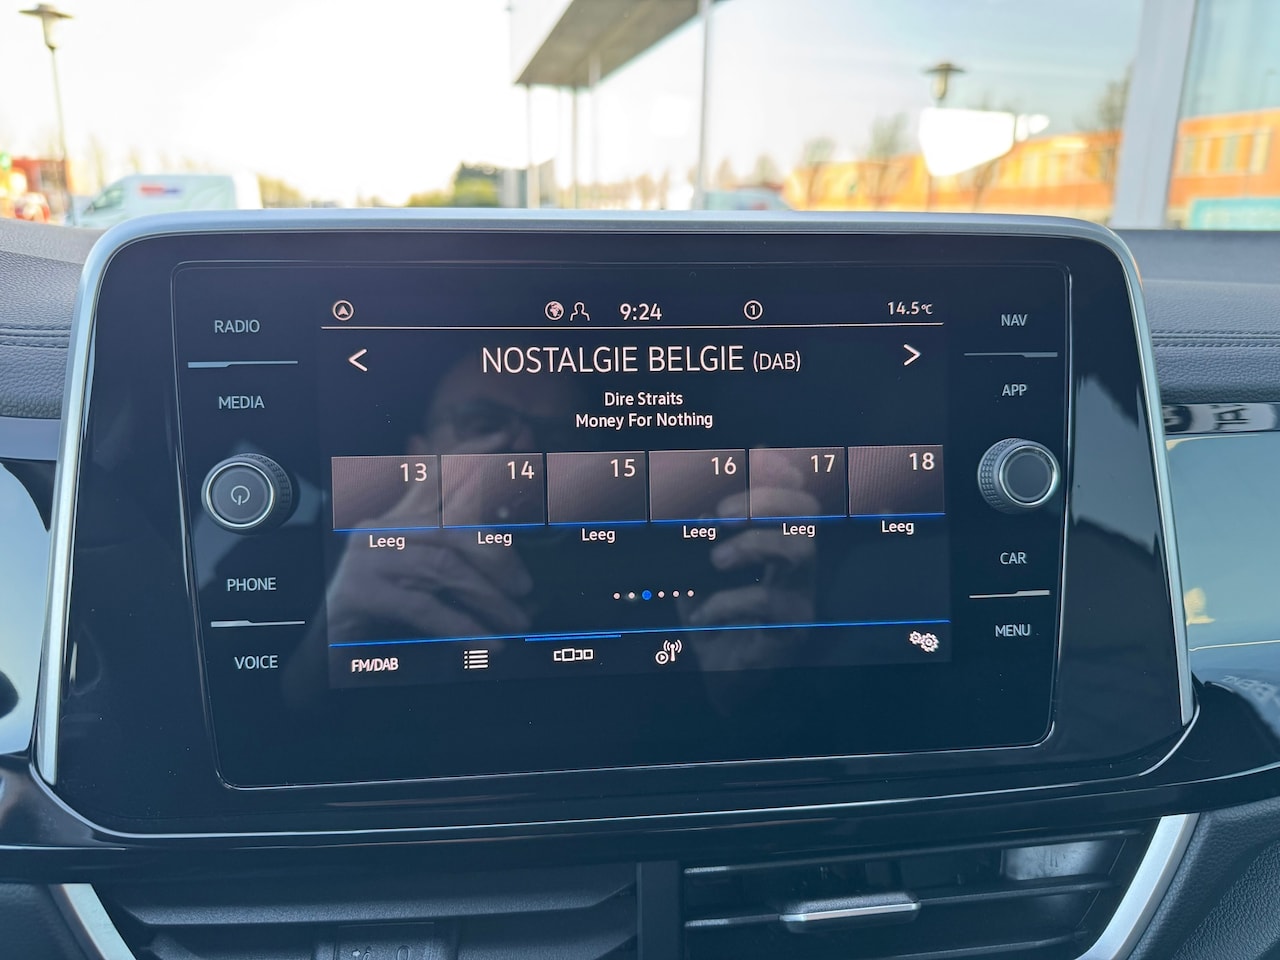 9:24
1
14.5°C
RADIO
NAV
< NOSTALGIE BELGIE (DAB) >
MEDIA
APP
Dire Straits
Money For Nothing
13 14 15 16 17 18
Leeg Leeg Leeg Leeg Leeg Leeg
PHONE
CAR
VOICE
MENU
FM/DAB